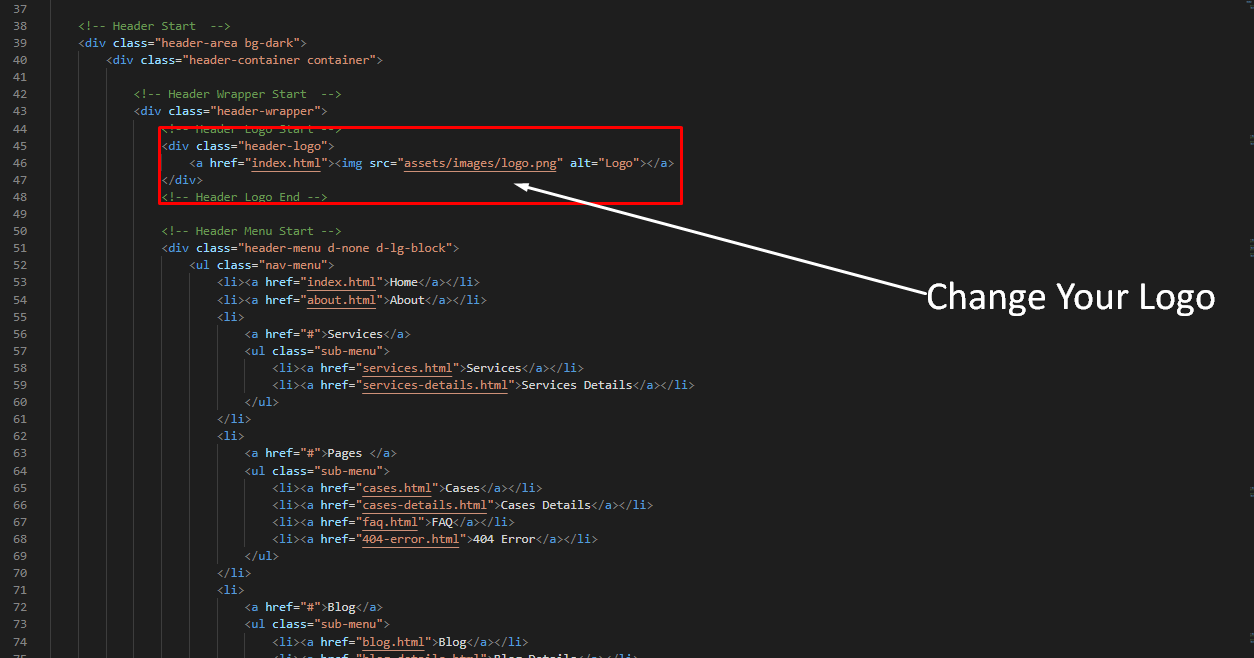 37
38 <!-- Header Start  -->
39 <div class="header-area bg-dark">
40 <div class="header-container container">
41
42 <!-- Header Wrapper Start  -->
43 <div class="header-wrapper">
44 <!-- Header Logo Start -->
45 <div class="header-logo">
46 <a href="index.html"><img src="assets/images/logo.png" alt="Logo"></a>
47 </div>
48 <!-- Header Logo End -->
49
50 <!-- Header Menu Start -->
51 <div class="header-menu d-none d-lg-block">
52 <ul class="nav-menu">
53 <li><a href="index.html">Home</a></li>
Change Your Logo
54 <li><a href="about.html">About</a></li>
55 <li>
56 <a href="#">Services</a>
57 <ul class="sub-menu">
58 <li><a href="services.html">Services</a></li>
59 <li><a href="services-details.html">Services Details</a></li>
60 </ul>
61 </li>
62 <li>
63 <a href="#">Pages </a>
64 <ul class="sub-menu">
65 <li><a href="cases.html">Cases</a></li>
66 <li><a href="cases-details.html">Cases Details</a></li>
67 <li><a href="faq.html">FAQ</a></li>
68 <li><a href="404-error.html">404 Error</a></li>
69 </ul>
70 </li>
71 <li>
72 <a href="#">Blog</a>
73 <ul class="sub-menu">
74 <li><a href="blog.html">Blog</a></li>
75 <li><a href="blog-details.html">Blog Details</a></li>